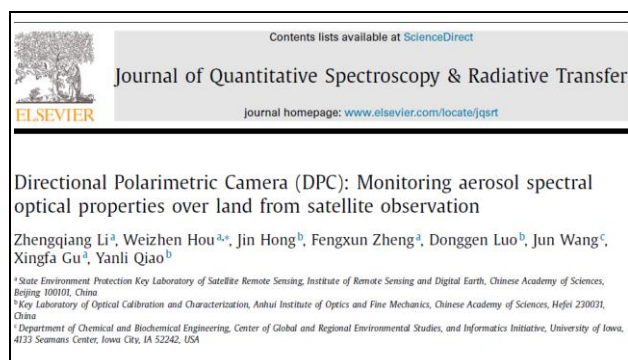 Contents lists available at ScienceDirect
Journal of Quantitative Spectroscopy & Radiative Transfer
ELSEVIER
journal homepage: www.elsevier.com/locate/jqsrt
Directional Polarimetric Camera (DPC): Monitoring aerosol spectral
optical properties over land from satellite observation
Zhengqiang Li a, Weizhen Hou a,*, Jin Hong b, Fengxun Zheng a, Donggen Luo b, Jun Wang c,
Xingfa Gu a, Yanli Qiao b
a State Environment Protection Key Laboratory of Satellite Remote Sensing, Institute of Remote Sensing and Digital Earth, Chinese Academy of Sciences,
Beijing 100101, China
b Key Laboratory of Optical Calibration and Characterization, Anhui Institute of Optics and Fine Mechanics, Chinese Academy of Sciences, Hefei 230031,
China
c Department of Chemical and Biochemical Engineering, Center of Global and Regional Environmental Studies, and Informatics Initiative, University of Iowa,
4133 Seamans Center, Iowa City, IA 52242, USA